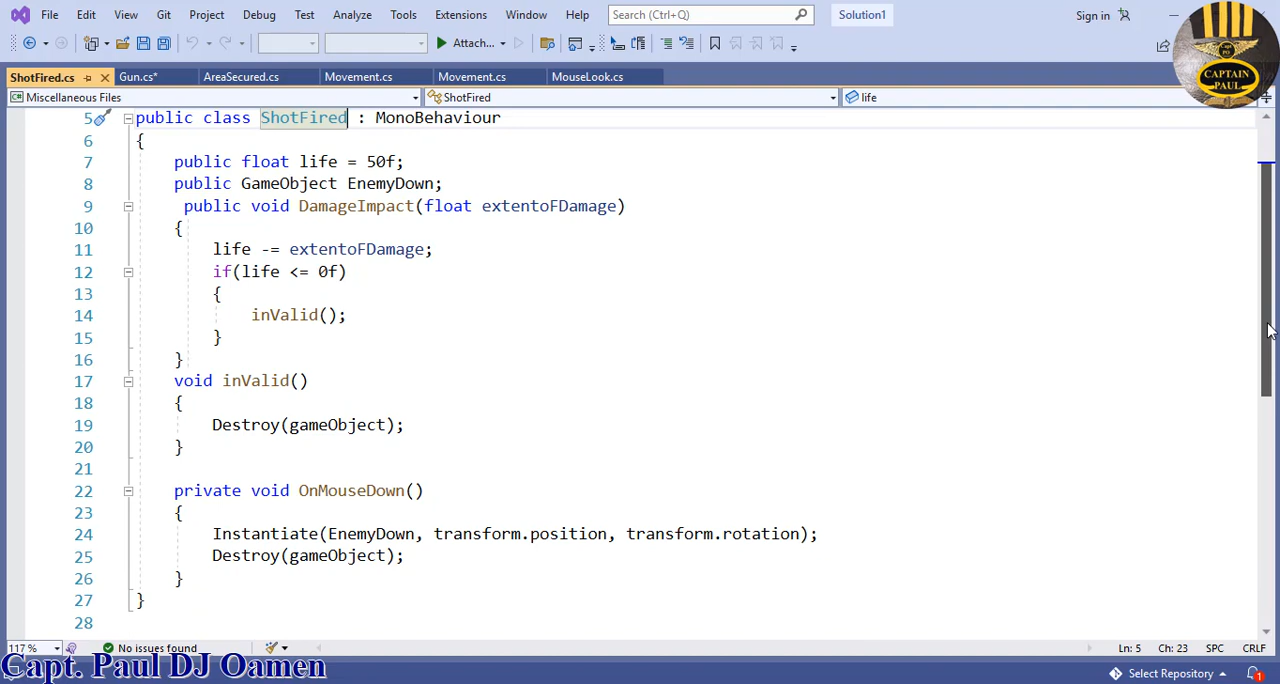 File Edit View Git Project Debug Test Analyze Tools Extensions Window Help Search (Ctrl+Q) Solution1 Sign in
Attach...
ShotFired.cs Gun.cs* AreaSecured.cs Movement.cs Movement.cs MouseLook.cs
Miscellaneous Files ShotFired life
CAPTAIN
PAUL
5 public class ShotFired : MonoBehaviour
6 {
7 public float life = 50f;
8 public GameObject EnemyDown;
9 public void DamageImpact(float extentoFDamage)
10 {
11 life -= extentoFDamage;
12 if(life <= 0f)
13 {
14 inValid();
15 }
16 }
17 void inValid()
18 {
19 Destroy(gameObject);
20 }
21
22 private void OnMouseDown()
23 {
24 Instantiate(EnemyDown, transform.position, transform.rotation);
25 Destroy(gameObject);
26 }
27 }
28
117 % No issues found Ln: 5 Ch: 23 SPC CRLF
Capt. Paul DJ Oamen
Select Repository 1